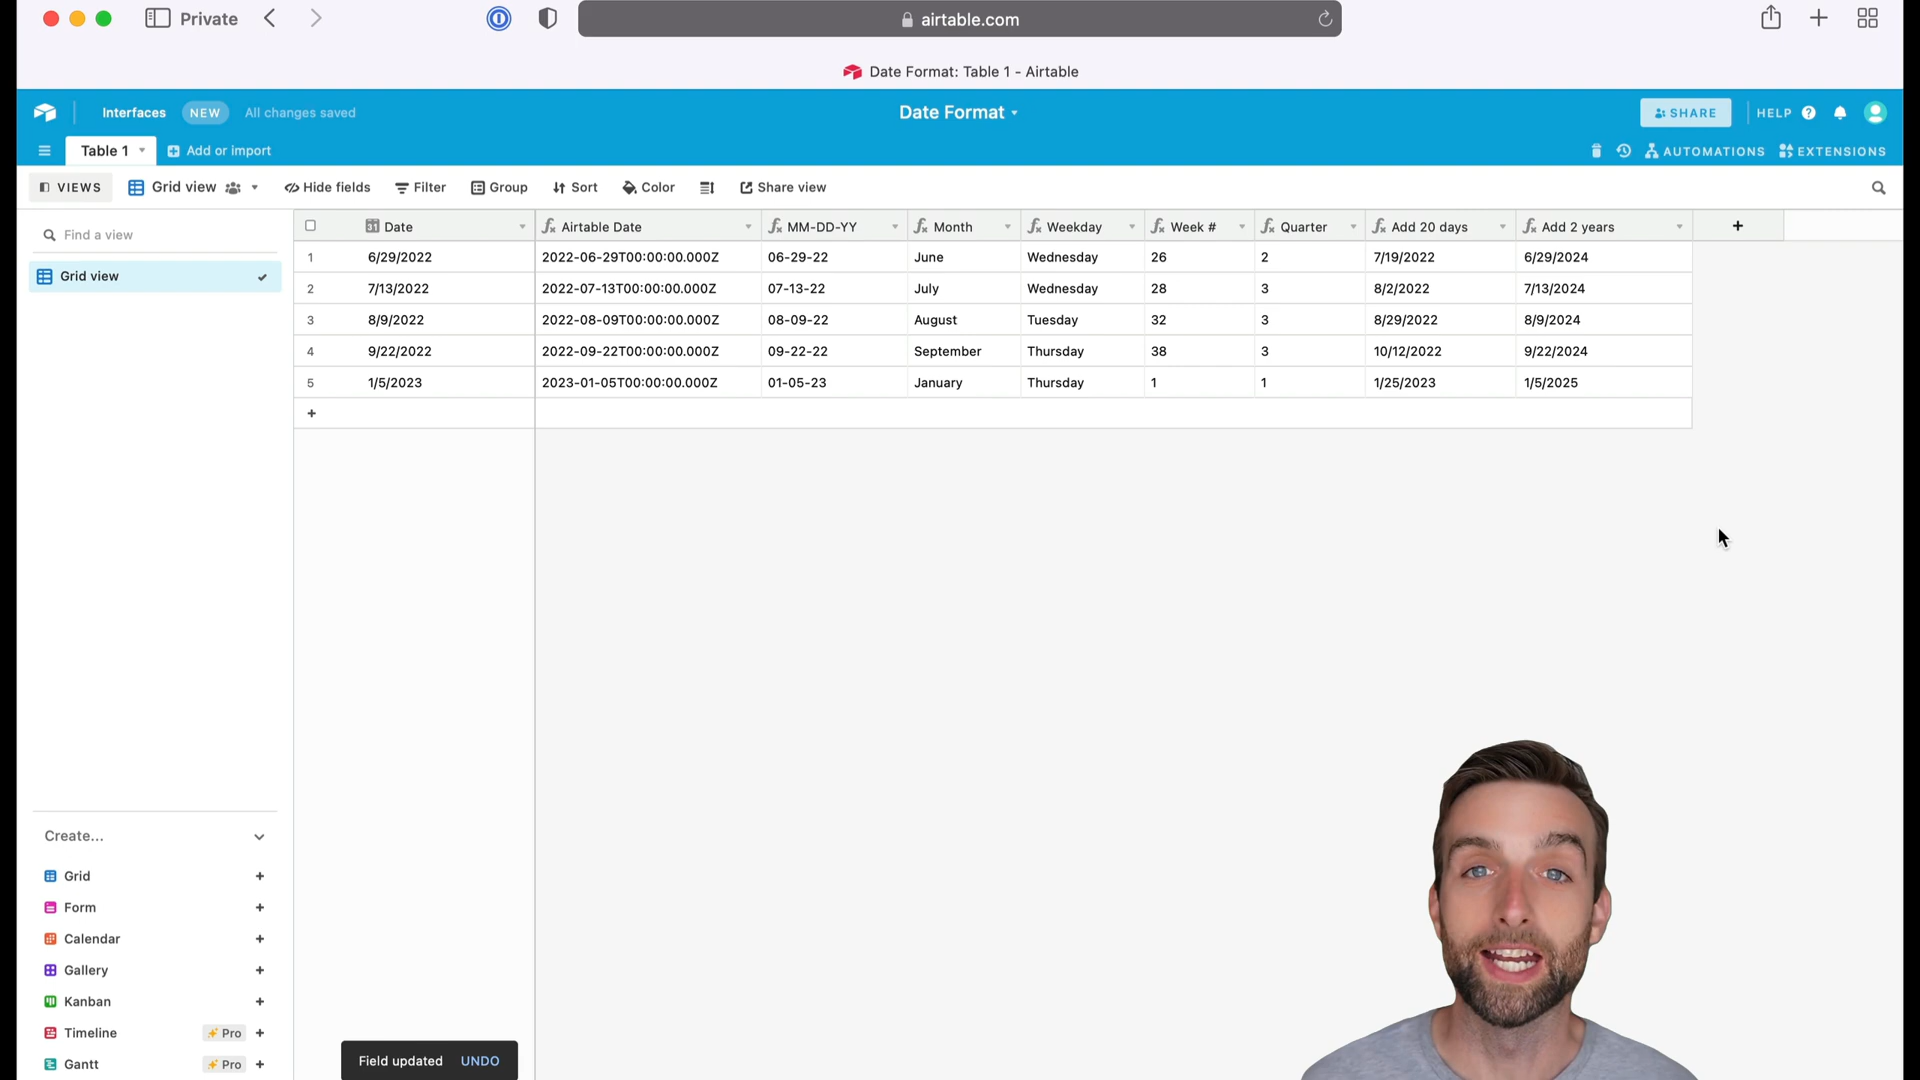 Private
airtable.com
Date Format: Table 1 - Airtable
Interfaces NEW All changes saved Date Format SHARE HELP ?
Table 1 Add or import AUTOMATIONS EXTENSIONS
VIEWS Grid view Hide fields Filter Group Sort Color Share view
Find a view
Grid view
31 Date fx Airtable Date fx MM-DD-YY fx Month fx Weekday fx Week # fx Quarter fx Add 20 days fx Add 2 years +
1 6/29/2022 2022-06-29T00:00:00.000Z 06-29-22 June Wednesday 26 2 7/19/2022 6/29/2024
2 7/13/2022 2022-07-13T00:00:00.000Z 07-13-22 July Wednesday 28 3 8/2/2022 7/13/2024
3 8/9/2022 2022-08-09T00:00:00.000Z 08-09-22 August Tuesday 32 3 8/29/2022 8/9/2024
4 9/22/2022 2022-09-22T00:00:00.000Z 09-22-22 September Thursday 38 3 10/12/2022 9/22/2024
5 1/5/2023 2023-01-05T00:00:00.000Z 01-05-23 January Thursday 1 1 1/25/2023 1/5/2025
+
Create...
Grid +
Form +
Calendar +
Gallery +
Kanban +
Timeline Pro +
Gantt Pro +
Field updated UNDO